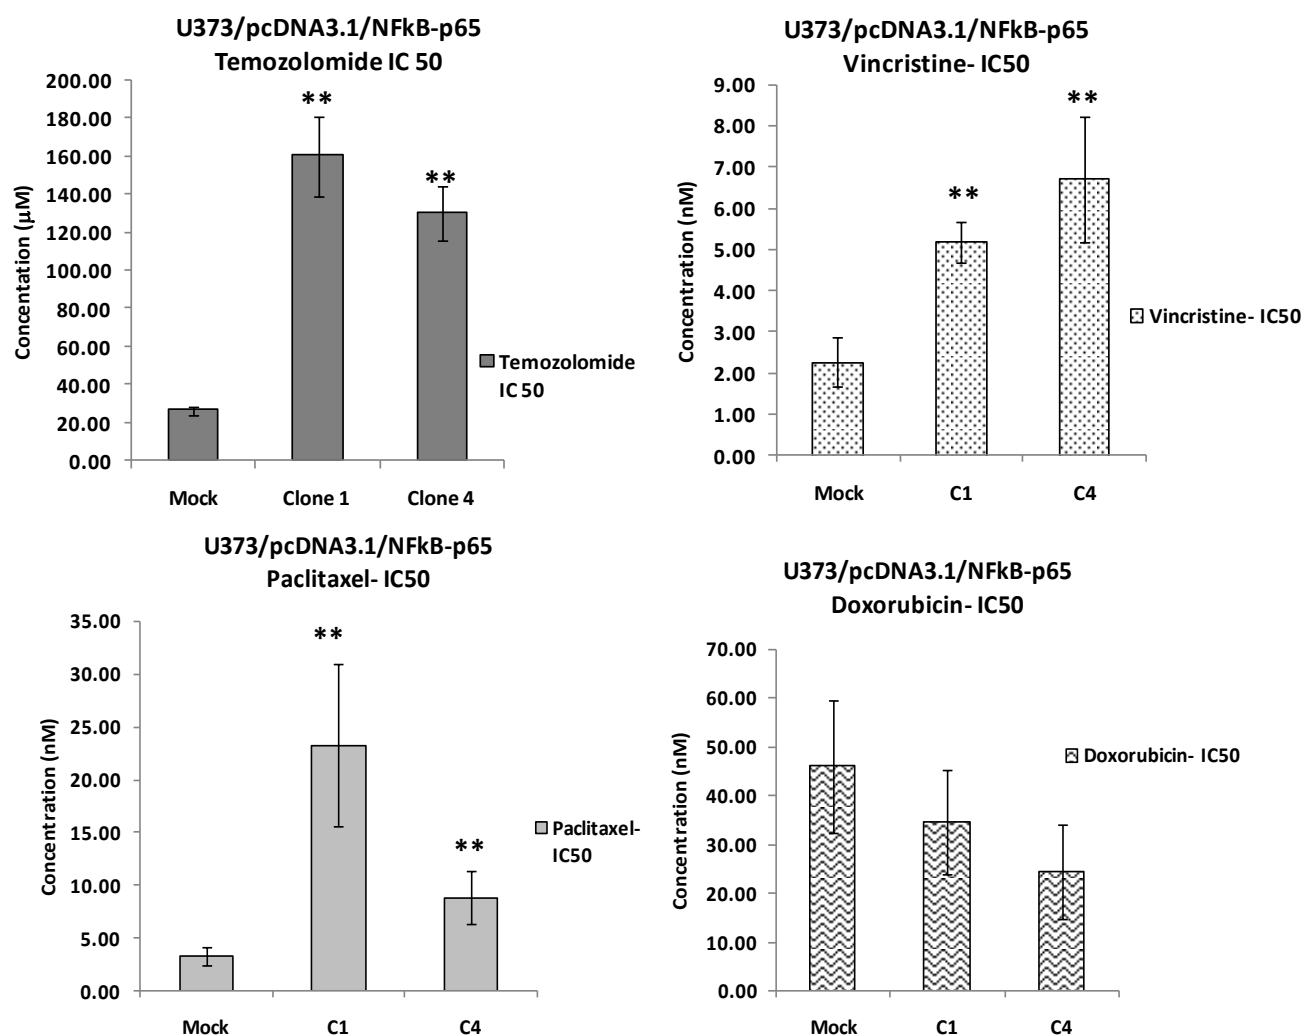 U373/pcDNA3.1/NFkB-p65
Temozolomide IC 50
200.00
180.00
160.00
140.00
120.00
100.00
80.00
60.00
40.00
20.00
0.00
Concentation (µM)
**
**
Mock Clone 1 Clone 4
Temozolomide
IC 50
U373/pcDNA3.1/NFkB-p65
Vincristine- IC50
9.00
8.00
7.00
6.00
5.00
4.00
3.00
2.00
1.00
0.00
Concentration (nM)
**
**
Mock C1 C4
Vincristine- IC50
U373/pcDNA3.1/NFkB-p65
Paclitaxel- IC50
35.00
30.00
25.00
20.00
15.00
10.00
5.00
0.00
Concentration (nM)
**
**
Mock C1 C4
Paclitaxel-
IC50
U373/pcDNA3.1/NFkB-p65
Doxorubicin- IC50
70.00
60.00
50.00
40.00
30.00
20.00
10.00
0.00
Concentration (nM)
Mock C1 C4
Doxorubicin- IC50